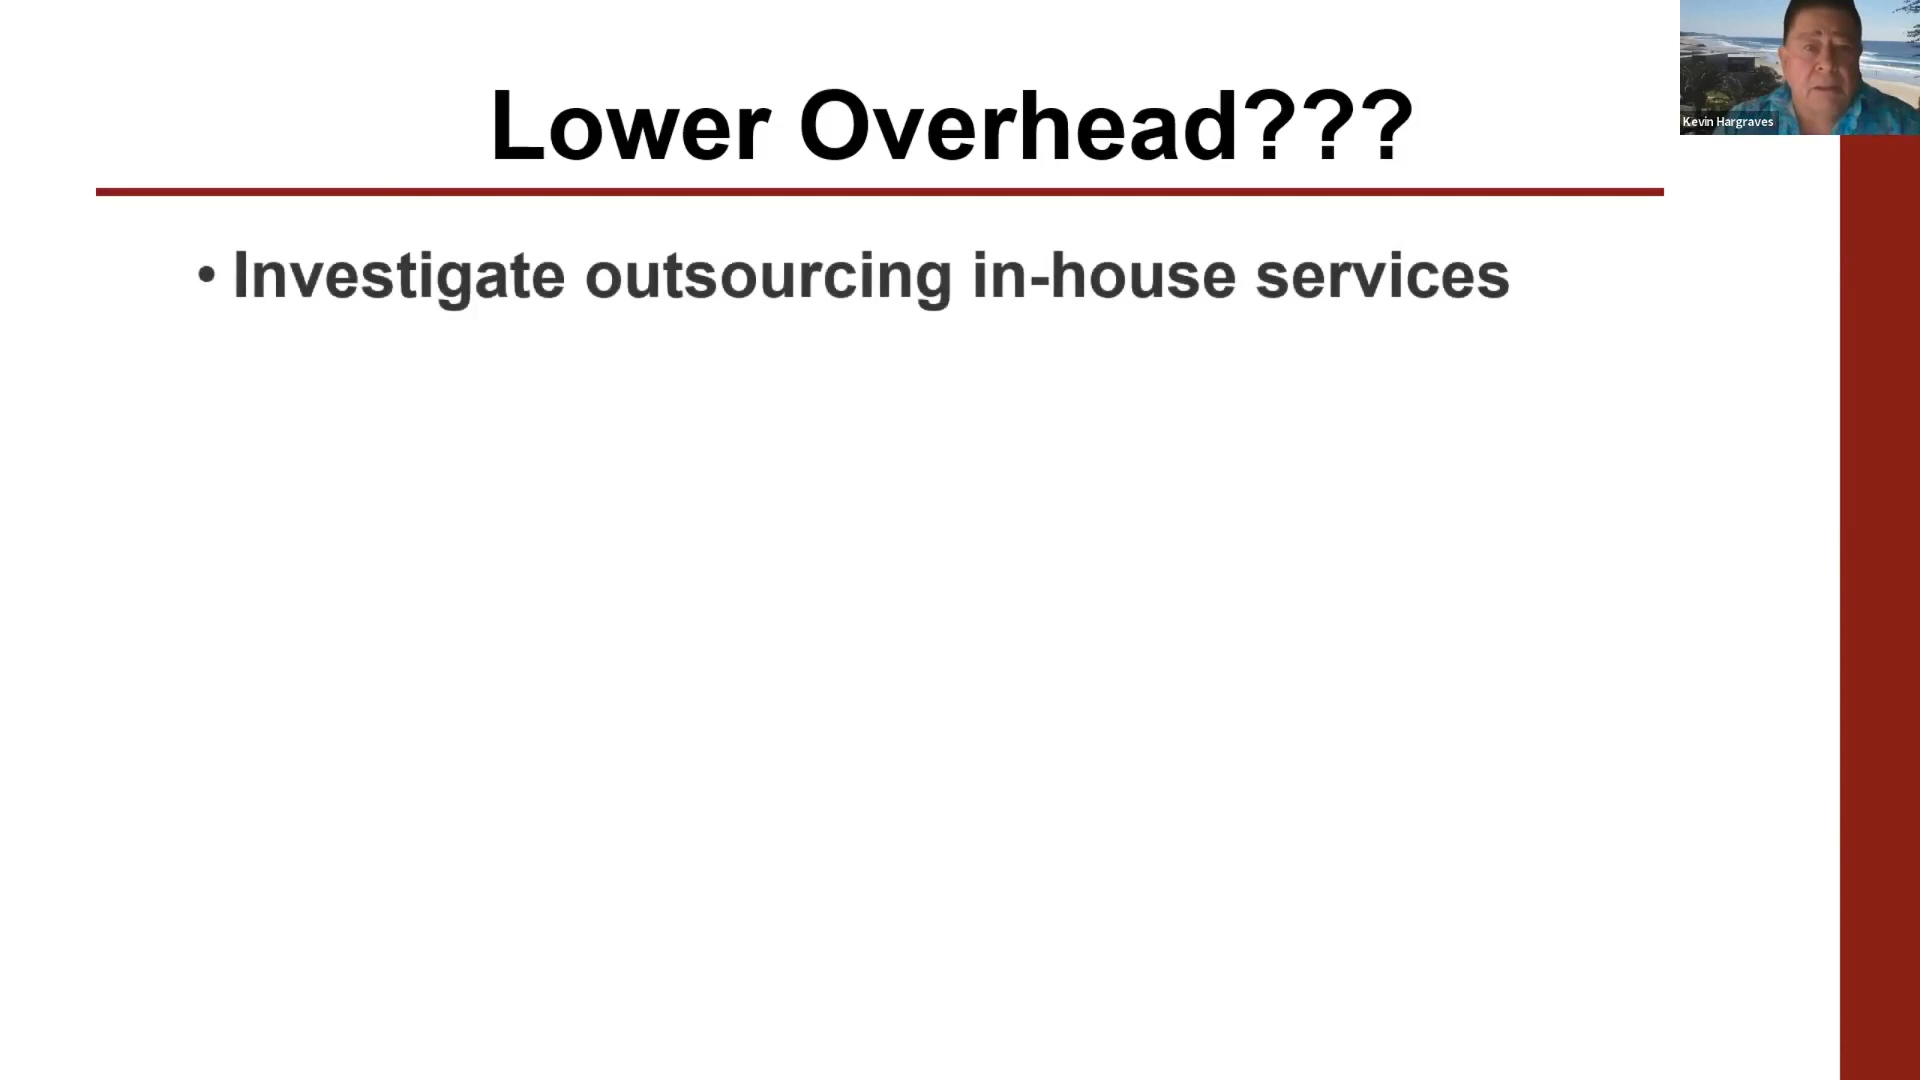 Lower Overhead???
• Investigate outsourcing in-house services
Kevin Hargraves